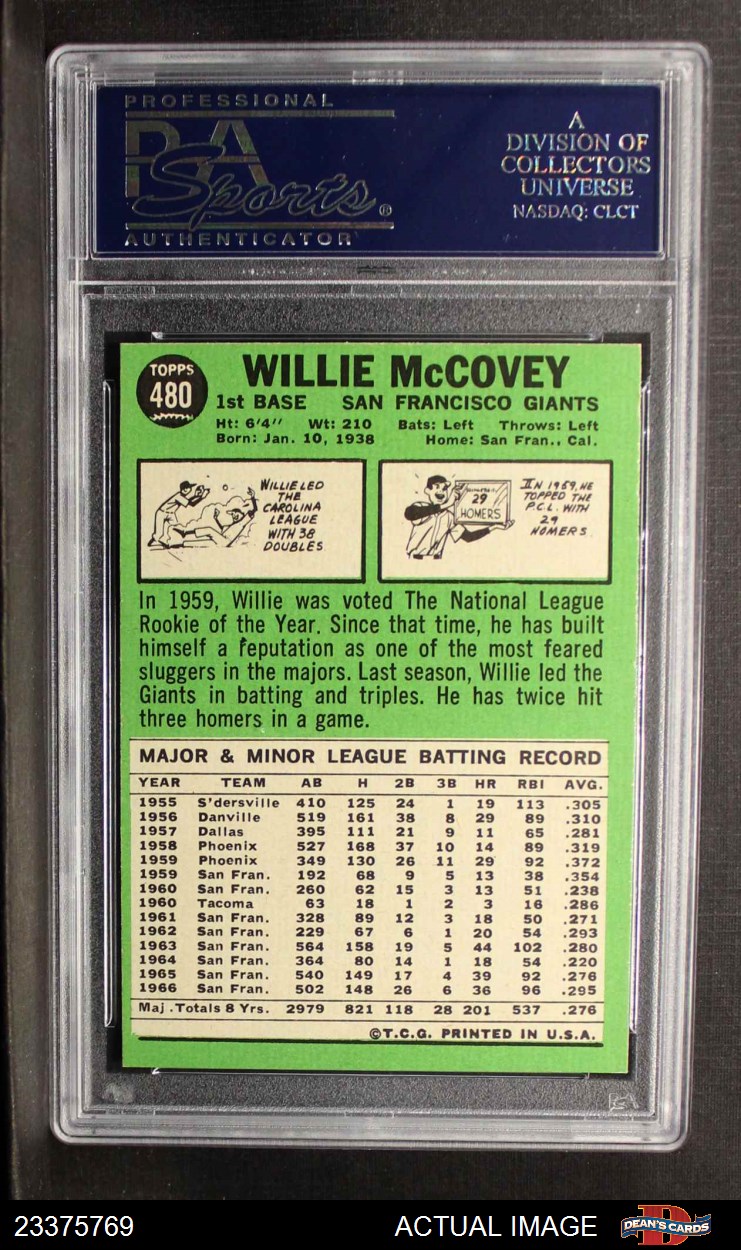 PROFESSIONAL
PSA
Sports®
AUTHENTICATOR
A
DIVISION OF
COLLECTORS
UNIVERSE
NASDAQ: CLCT
TOPPS
480
WILLIE McCOVEY
1st BASE SAN FRANCISCO GIANTS
Ht: 6'4" Wt: 210 Bats: Left Throws: Left
Born: Jan. 10, 1938 Home: San Fran., Cal.
WILLIE LED
THE
CAROLINA
LEAGUE
WITH 38
DOUBLES
29
HOMERS
IN 1959, HE
TOPPED THE
P.C.L. WITH
29
HOMERS
In 1959, Willie was voted The National League
Rookie of the Year. Since that time, he has built
himself a reputation as one of the most feared
sluggers in the majors. Last season, Willie led the
Giants in batting and triples. He has twice hit
three homers in a game.
MAJOR & MINOR LEAGUE BATTING RECORD
YEAR TEAM AB H 2B 3B HR RBI AVG.
1955 S'dersville 410 125 24 1 19 113 .305
1956 Danville 519 161 38 8 29 89 .310
1957 Dallas 395 111 21 9 11 65 .281
1958 Phoenix 527 168 37 10 14 89 .319
1959 Phoenix 349 130 26 11 29 92 .372
1959 San Fran. 192 68 9 5 13 38 .354
1960 San Fran. 260 62 15 3 13 51 .238
1960 Tacoma 63 18 1 2 3 16 .286
1961 San Fran. 328 89 12 3 18 50 .271
1962 San Fran. 229 67 6 1 20 54 .293
1963 San Fran. 564 158 19 5 44 102 .280
1964 San Fran. 364 80 14 1 18 54 .220
1965 San Fran. 540 149 17 4 39 92 .276
1966 San Fran. 502 148 26 6 36 96 .295
Maj. Totals 8 Yrs. 2979 821 118 28 201 537 .276
©T.C.G. PRINTED IN U.S.A.
23375769 ACTUAL IMAGE DEAN'S CARDS